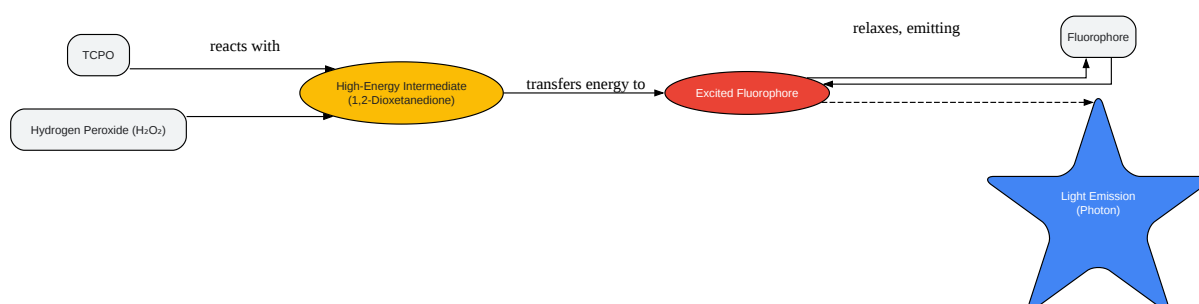 relaxes, emitting
Fluorophore
reacts with
TCPO
High-Energy Intermediate
(1,2-Dioxetanedione)
transfers energy to
Excited Fluorophore
Hydrogen Peroxide (H₂O₂)
Light Emission
(Photon)